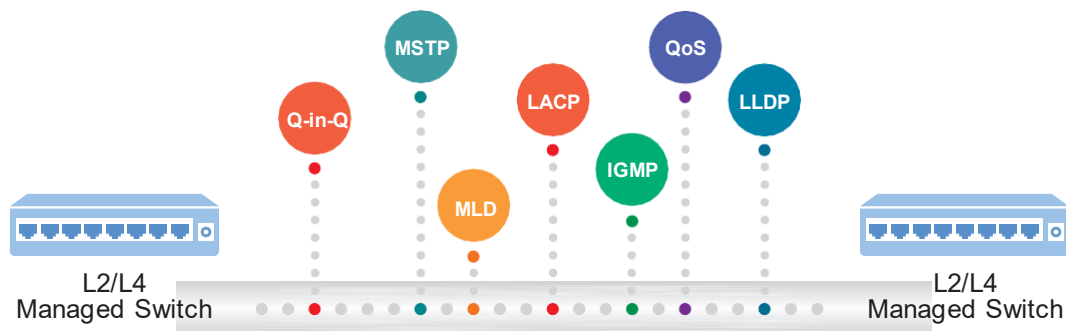 MSTP
QoS
LACP
LLDP
Q-in-Q
IGMP
MLD
L2/L4
Managed Switch
L2/L4
Managed Switch